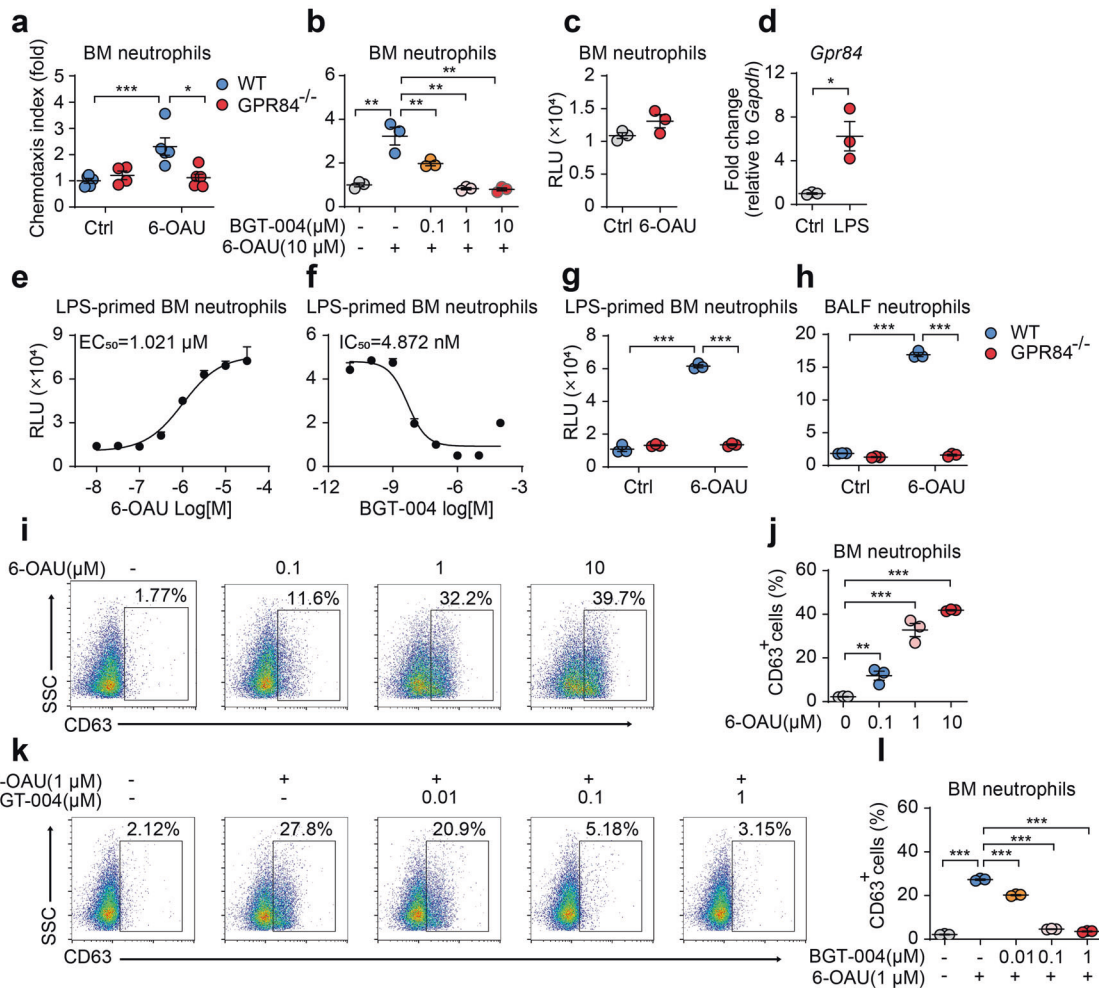 a
b
c
d
BM neutrophils
BM neutrophils
BM neutrophils
Gpr84
Chemotaxis index (fold)
5
4
3
2
1
0
***
*
Ctrl
6-OAU
WT
GPR84-/-
6
4
2
0
**
**
**
**
BGT-004(μM) - - 0.1 1 10
6-OAU(10 μM) - + + + +
RLU (×10⁴)
2
1.5
1
0.5
0
Ctrl 6-OAU
Fold change
(relative to Gapdh)
10
8
6
4
2
0
*
Ctrl LPS
e
f
g
h
LPS-primed BM neutrophils
LPS-primed BM neutrophils
LPS-primed BM neutrophils
BALF neutrophils
RLU (×10⁴)
9
6
3
0
EC₅₀=1.021 μM
-8 -7 -6 -5 -4
6-OAU Log[M]
6
4
2
0
IC₅₀=4.872 nM
-12 -9 -6 -3
BGT-004 log[M]
RLU (×10⁴)
8
6
4
2
0
*** ***
Ctrl 6-OAU
20
15
10
5
0
*** ***
Ctrl 6-OAU
WT
GPR84-/-
i
6-OAU(μM) - 0.1 1 10
1.77% 11.6% 32.2% 39.7%
SSC
CD63
j
BM neutrophils
CD63+ cells (%)
60
40
20
0
***
***
**
6-OAU(μM) 0 0.1 1 10
k
-OAU(1 μM) - + + + +
GT-004(μM) - - 0.01 0.1 1
2.12% 27.8% 20.9% 5.18% 3.15%
SSC
CD63
l
BM neutrophils
CD63+ cells (%)
60
40
20
0
***
***
*** ***
BGT-004(μM) - - 0.01 0.1 1
6-OAU(1 μM) - + + + +